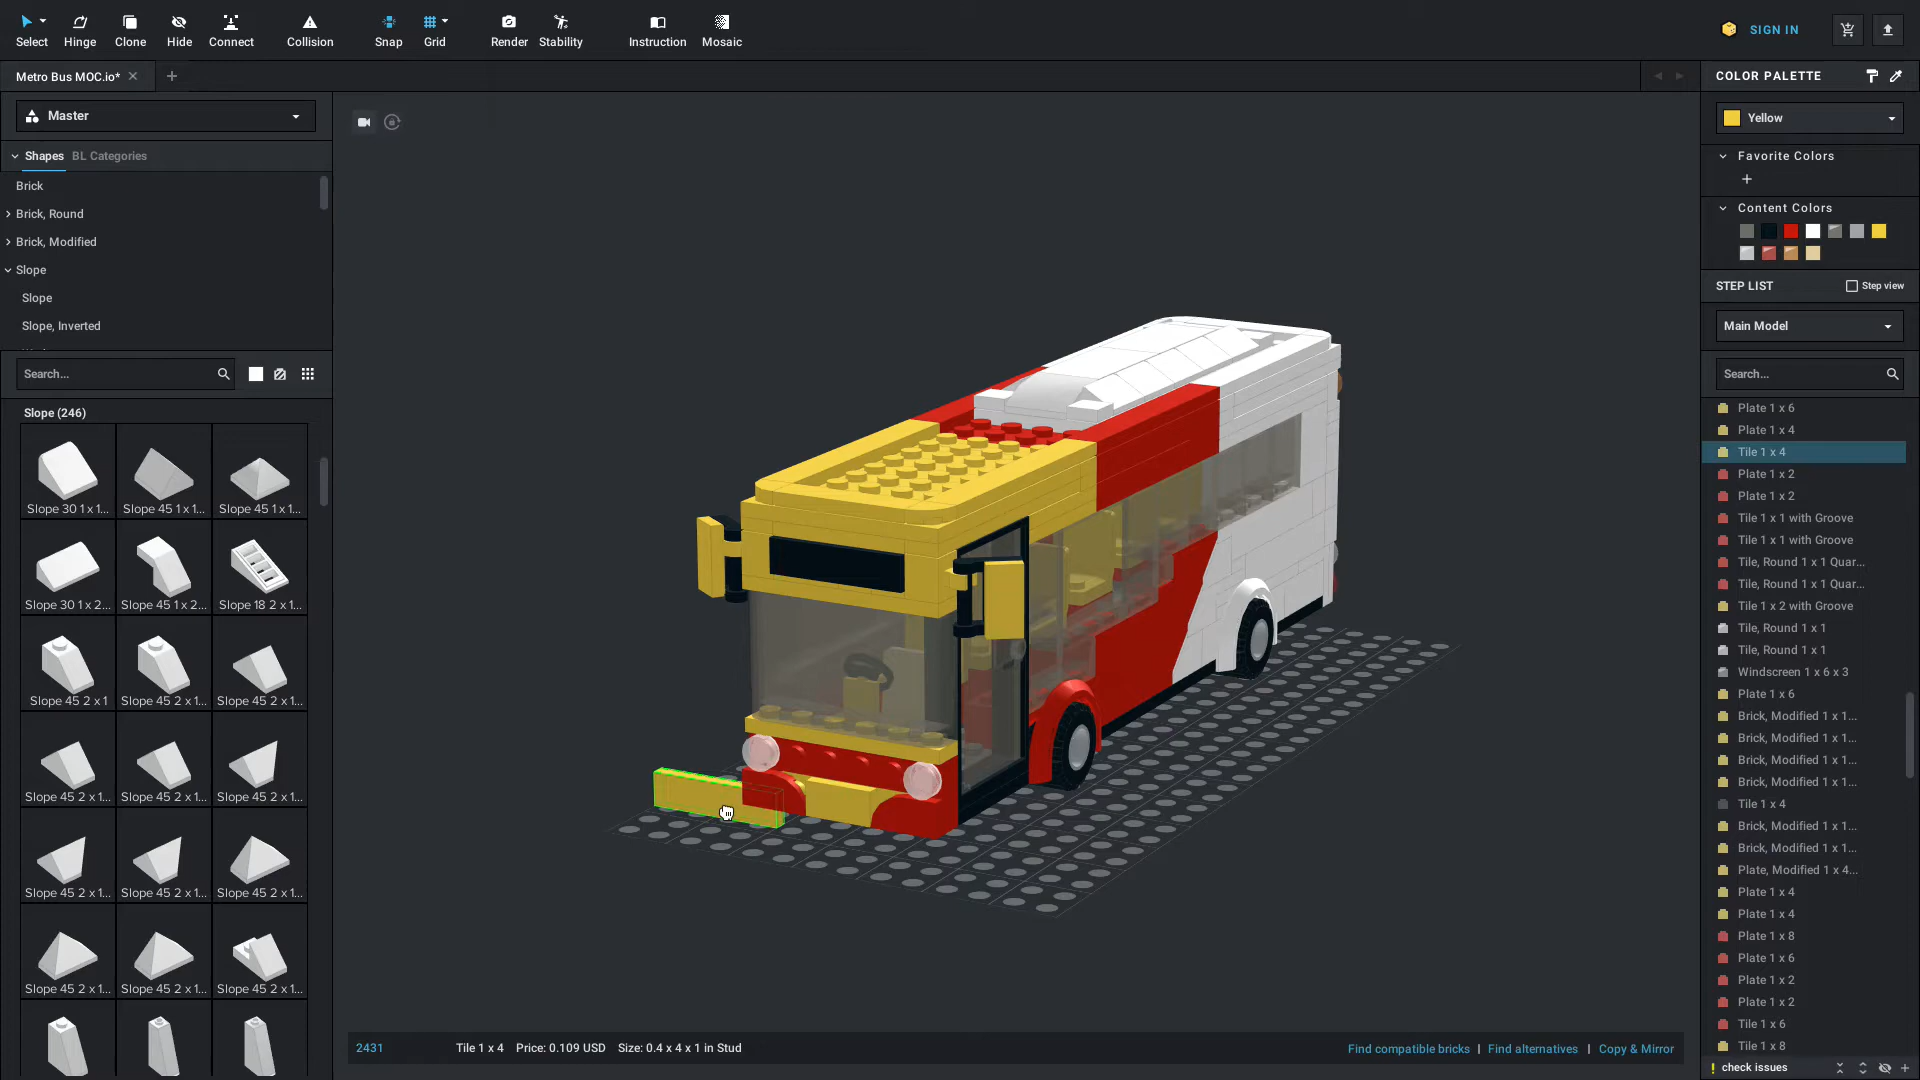 Select
Hinge
Clone
Hide
Connect
Collision
Snap
Grid
Render
Stability
Instruction
Mosaic
SIGN IN
Metro Bus MOC.io*
Master
Shapes
BL Categories
Brick
Brick, Round
Brick, Modified
Slope
Slope
Slope, Inverted
Search...
Slope (246)
Slope 30 1 x 1...
Slope 45 1 x 1...
Slope 45 1 x 1...
Slope 30 1 x 2...
Slope 45 1 x 2...
Slope 18 2 x 1...
Slope 45 2 x 1
Slope 45 2 x 1...
Slope 45 2 x 1...
Slope 45 2 x 1...
Slope 45 2 x 1...
Slope 45 2 x 1...
Slope 45 2 x 1...
Slope 45 2 x 1...
Slope 45 2 x 1...
Slope 45 2 x 1...
Slope 45 2 x 1...
Slope 45 2 x 1...
2431
Tile 1 x 4 Price: 0.109 USD Size: 0.4 x 4 x 1 in Stud
Find compatible bricks | Find alternatives | Copy & Mirror
COLOR PALETTE
Yellow
Favorite Colors
Content Colors
STEP LIST
Step view
Main Model
Search...
Plate 1 x 6
Plate 1 x 4
Tile 1 x 4
Plate 1 x 2
Plate 1 x 2
Tile 1 x 1 with Groove
Tile 1 x 1 with Groove
Tile, Round 1 x 1 Quar...
Tile, Round 1 x 1 Quar...
Tile 1 x 2 with Groove
Tile, Round 1 x 1
Tile, Round 1 x 1
Windscreen 1 x 6 x 3
Plate 1 x 6
Brick, Modified 1 x 1...
Brick, Modified 1 x 1...
Brick, Modified 1 x 1...
Brick, Modified 1 x 1...
Tile 1 x 4
Brick, Modified 1 x 1...
Brick, Modified 1 x 1...
Plate, Modified 1 x 4...
Plate 1 x 4
Plate 1 x 4
Plate 1 x 8
Plate 1 x 6
Plate 1 x 2
Plate 1 x 2
Tile 1 x 6
Tile 1 x 8
check issues